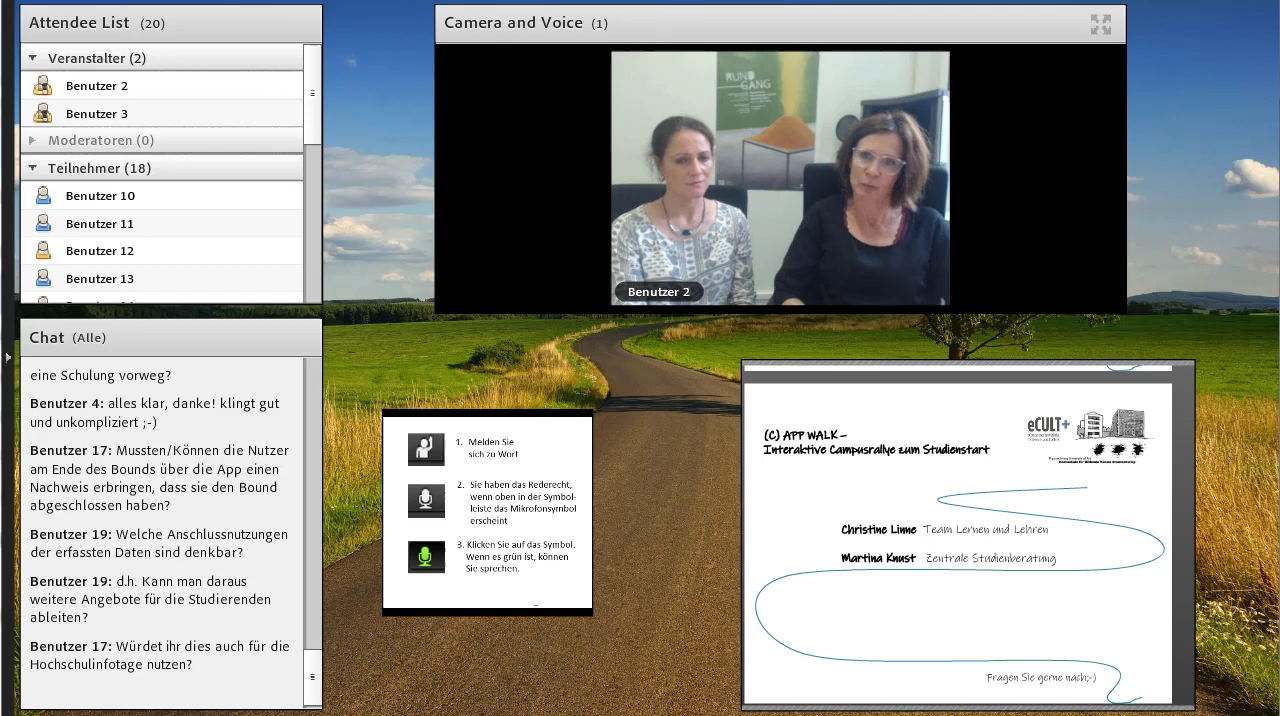 Attendee List (20)
Veranstalter (2)
Benutzer 2
Benutzer 3
Moderatoren (0)
Teilnehmer (18)
Benutzer 10
Benutzer 11
Benutzer 12
Benutzer 13
Camera and Voice (1)
RUND
GANG
Benutzer 2
Chat (Alle)
eine Schulung vorweg?
Benutzer 4: alles klar, danke! klingt gut
und unkompliziert ;-)
Benutzer 17: Müssten/Können die Nutzer
am Ende des Bounds über die App einen
Nachweis erbringen, dass sie den Bound
abgeschlossen haben?
Benutzer 19: Welche Anschlussnutzungen
der erfassten Daten sind denkbar?
Benutzer 19: d.h. Kann man daraus
weitere Angebote für die Studierenden
ableiten?
Benutzer 17: Würdet ihr dies auch für die
Hochschulinfotage nutzen?
1. Melden Sie
sich zu Wort
2. Sie haben das Rederecht,
wenn oben in der Symbol-
leiste das Mikrofonsymbol
erscheint
3. Klicken Sie auf das Symbol.
Wenn es grün ist, können
Sie sprechen.
(C) APP WALK –
Interaktive Campusrallye zum Studienstart
eCULT+
Christine Linne Team Lernen und Lehren
Martina Knust Zentrale Studienberatung
Fragen Sie gerne nach;-)